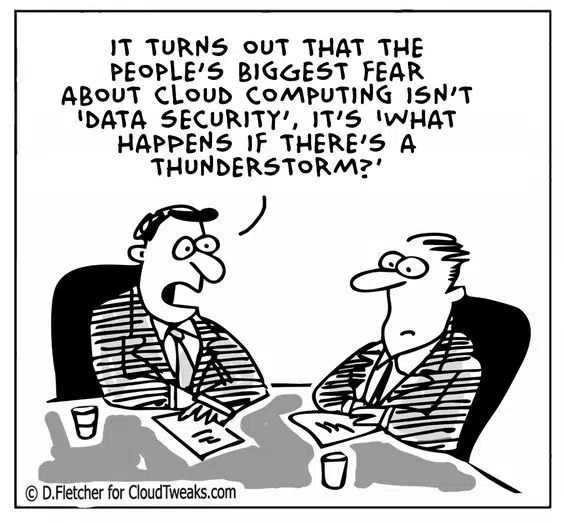 IT TURNS OUT THAT THE
PEOPLE'S BIGGEST FEAR
ABOUT CLOUD COMPUTING ISN'T
'DATA SECURITY', IT'S 'WHAT
HAPPENS IF THERE'S A
THUNDERSTORM?'
© D.Fletcher for CloudTweaks.com